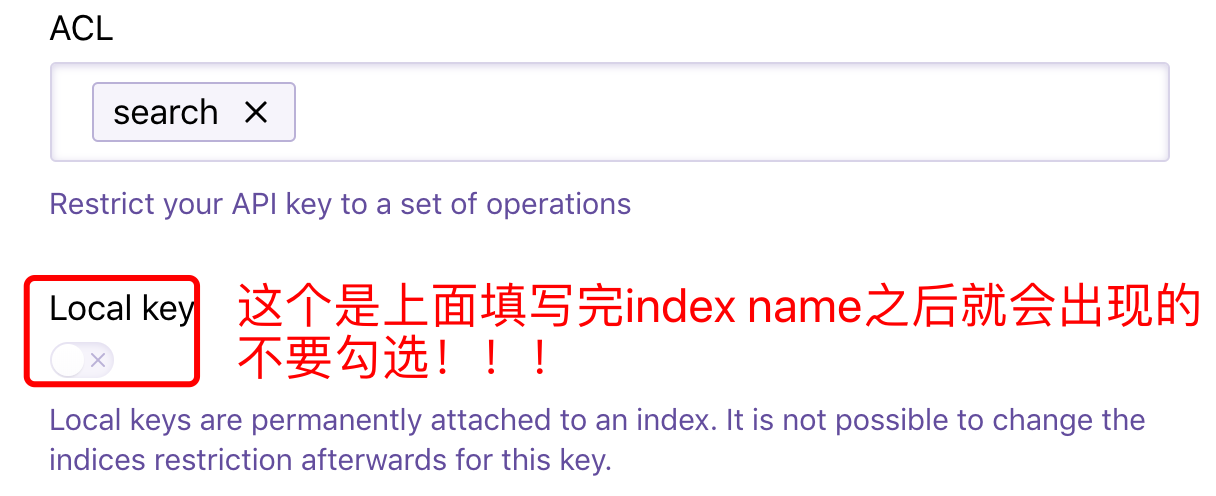 ACL
search
Restrict your API key to a set of operations
Local key
这个是上面填写完index name之后就会出现的
不要勾选！！！
Local keys are permanently attached to an index. It is not possible to change the
indices restriction afterwards for this key.